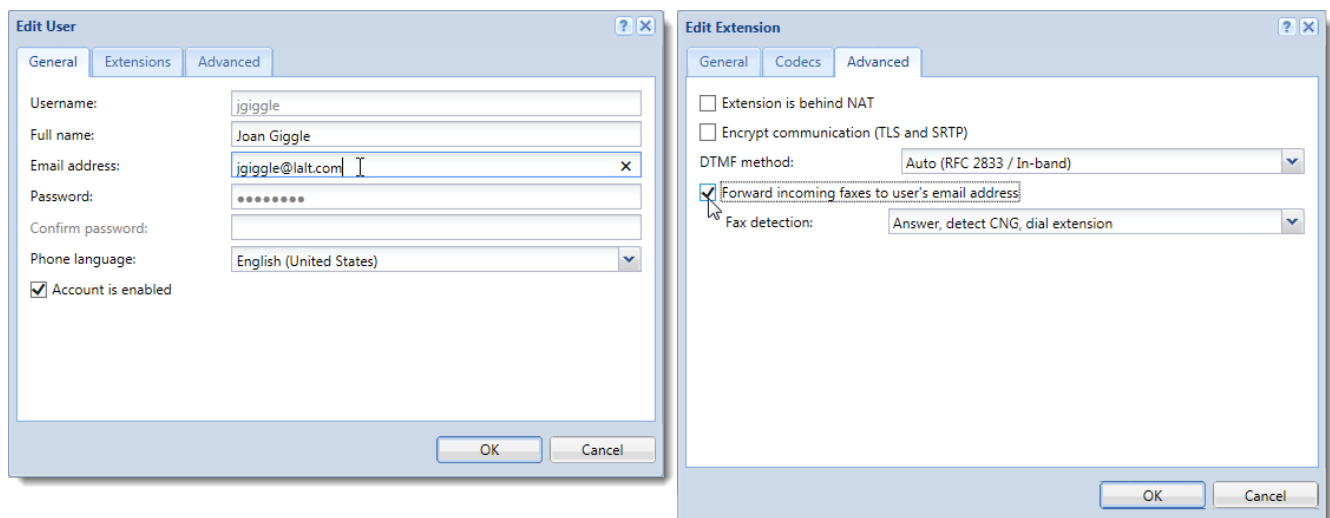 Edit User
General Extensions Advanced
Username: jgiggle
Full name: Joan Giggle
Email address: jgiggle@lalt.com
Password: ••••••••
Confirm password:
Phone language: English (United States)
Account is enabled
OK Cancel
Edit Extension
General Codecs Advanced
Extension is behind NAT
Encrypt communication (TLS and SRTP)
DTMF method: Auto (RFC 2833 / In-band)
Forward incoming faxes to user's email address
Fax detection: Answer, detect CNG, dial extension
OK Cancel